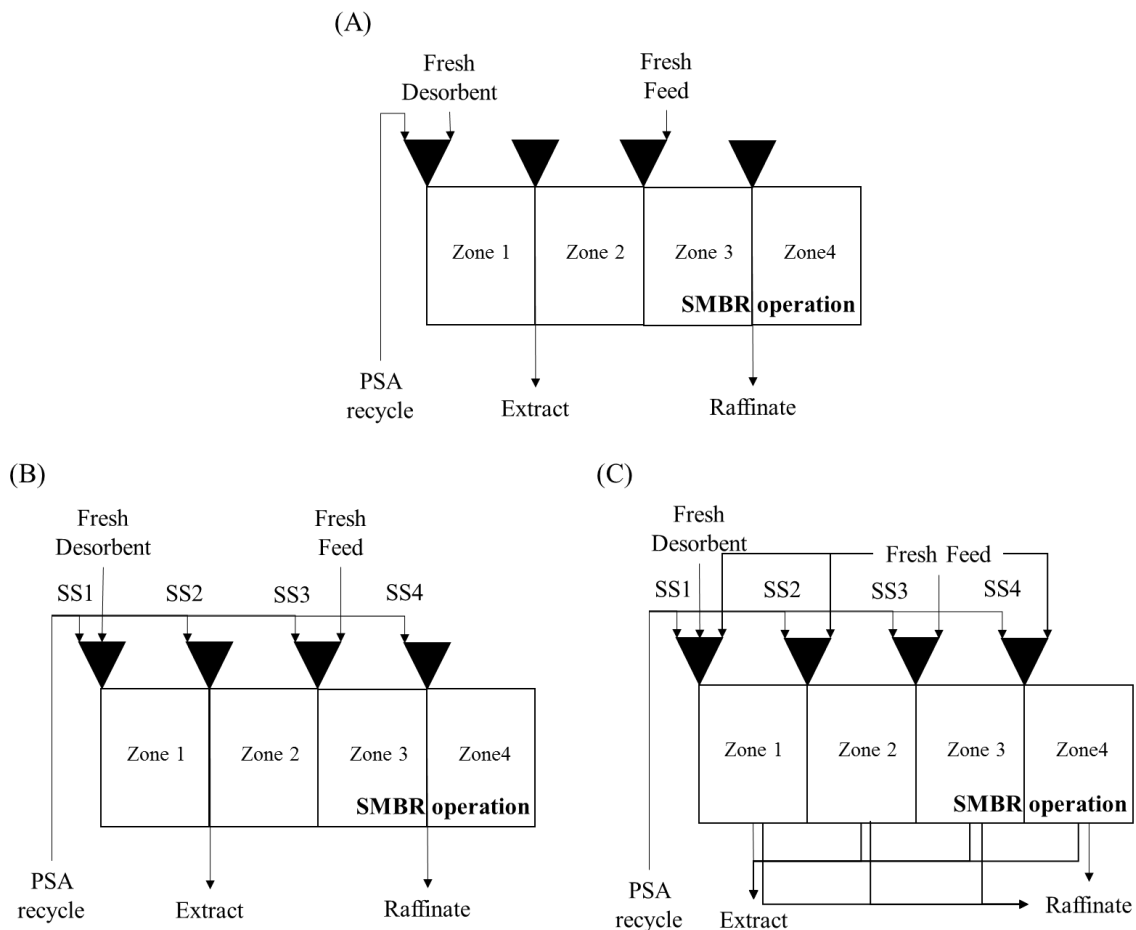 (A)
Fresh
Desorbent
Fresh
Feed
Zone 1
Zone 2
Zone 3
Zone4
SMBR operation
PSA
recycle
Extract
Raffinate
(B)
Fresh
Desorbent
Fresh
Feed
SS1
SS2
SS3
SS4
Zone 1
Zone 2
Zone 3
Zone4
SMBR operation
PSA
recycle
Extract
Raffinate
(C)
Fresh
Desorbent
Fresh Feed
SS1
SS2
SS3
SS4
Zone 1
Zone 2
Zone 3
Zone4
SMBR operation
PSA
recycle
Extract
Raffinate